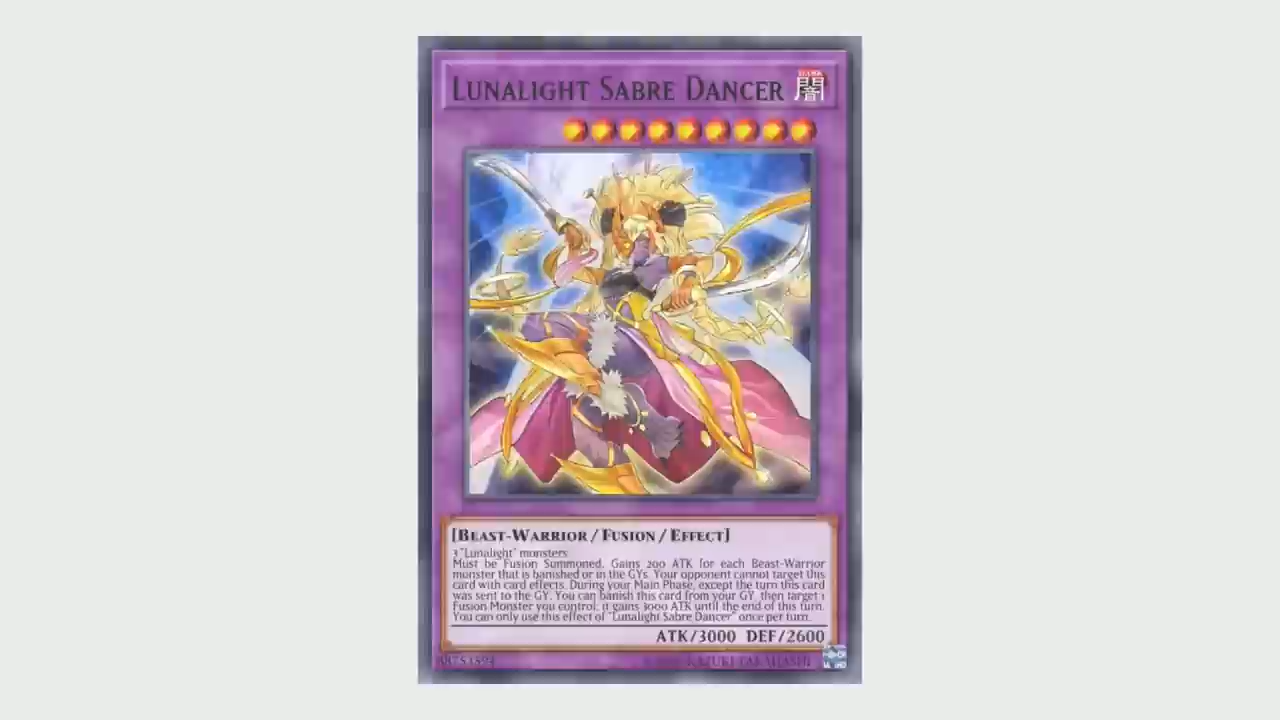 LUNALIGHT SABRE DANCER
DARK
闇
[BEAST-WARRIOR / FUSION / EFFECT]
3 "Lunalight" monsters
Must be Fusion Summoned. Gains 200 ATK for each Beast-Warrior
monster that is banished or in the GYs. Your opponent cannot target this
card with card effects. During your Main Phase, except the turn this card
was sent to the GY: You can banish this card from your GY, then target 1
Fusion Monster you control; it gains 3000 ATK until the end of this turn.
You can only use this effect of "Lunalight Sabre Dancer" once per turn.
ATK/3000 DEF/2600
KAZUKI TAKAHASHI